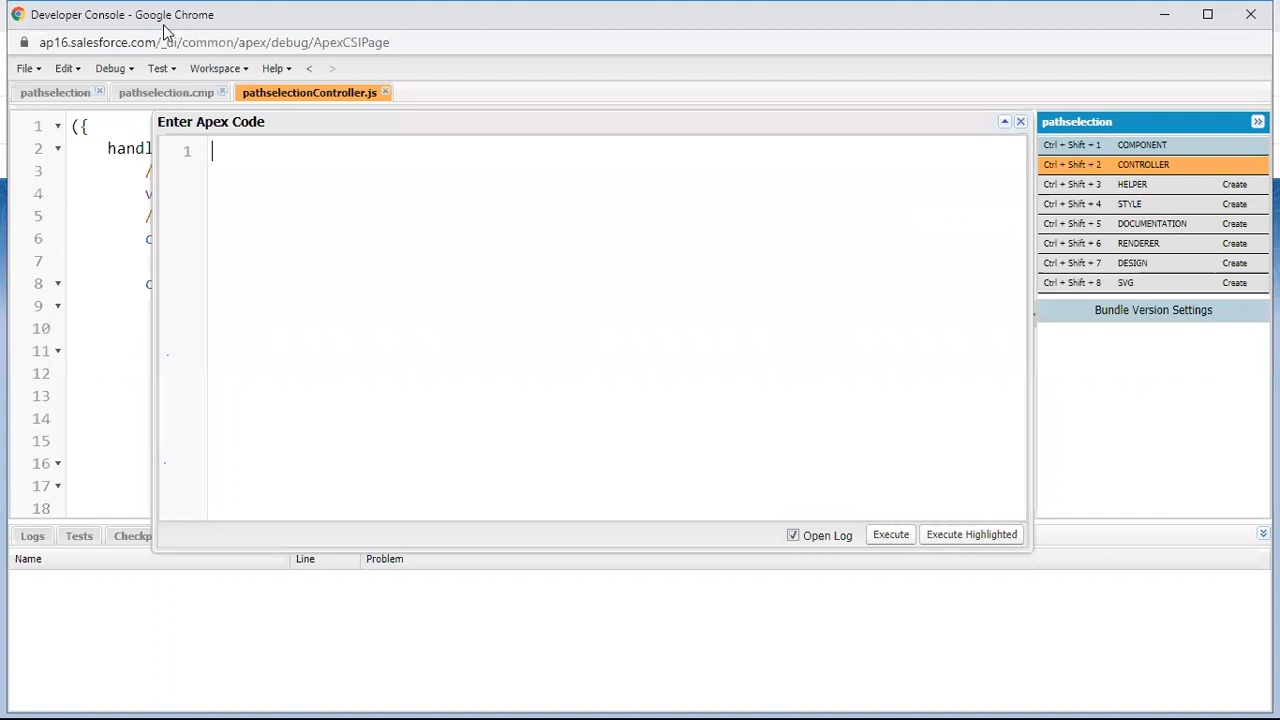 Developer Console - Google Chrome
ap16.salesforce.com/_ui/common/apex/debug/ApexCSIPage
File Edit Debug Test Workspace Help < >
pathselection pathselection.cmp pathselectionController.js
Enter Apex Code
1
1 ({
2 handl
3 /
4 v
5 /
6 c
7
8 c
9
10
11
12
13
14
15
16
17
18
pathselection
Ctrl + Shift + 1 COMPONENT
Ctrl + Shift + 2 CONTROLLER
Ctrl + Shift + 3 HELPER Create
Ctrl + Shift + 4 STYLE Create
Ctrl + Shift + 5 DOCUMENTATION Create
Ctrl + Shift + 6 RENDERER Create
Ctrl + Shift + 7 DESIGN Create
Ctrl + Shift + 8 SVG Create
Bundle Version Settings
Open Log Execute Execute Highlighted
Logs Tests Checkp
Name Line Problem